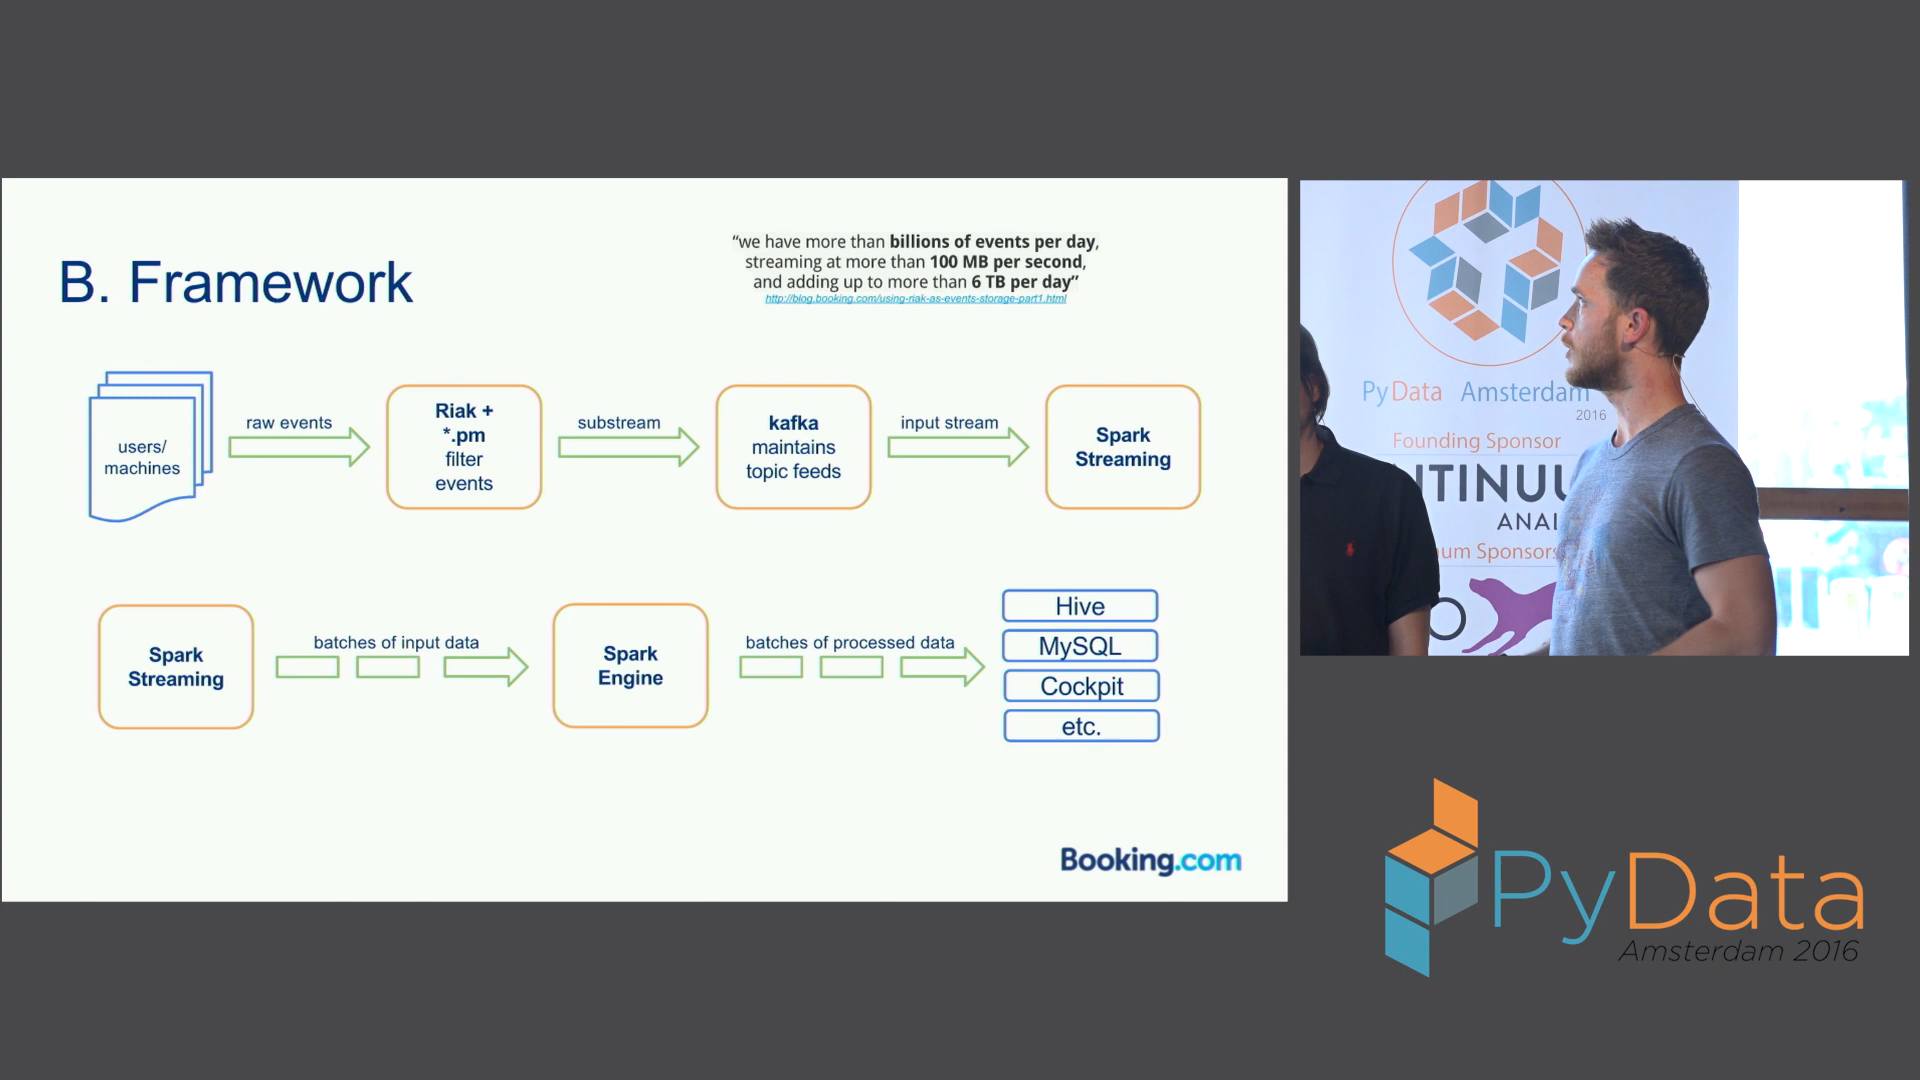 B. Framework
“we have more than billions of events per day,
streaming at more than 100 MB per second,
and adding up to more than 6 TB per day”
http://blog.booking.com/using-riak-as-events-storage-part1.html
users/
machines
raw events
Riak +
*.pm
filter
events
substream
kafka
maintains
topic feeds
input stream
Spark
Streaming
Spark
Streaming
batches of input data
Spark
Engine
batches of processed data
Hive
MySQL
Cockpit
etc.
Booking.com
PyData Amsterdam
2016
Founding Sponsor
Sponsors
PyData
Amsterdam 2016